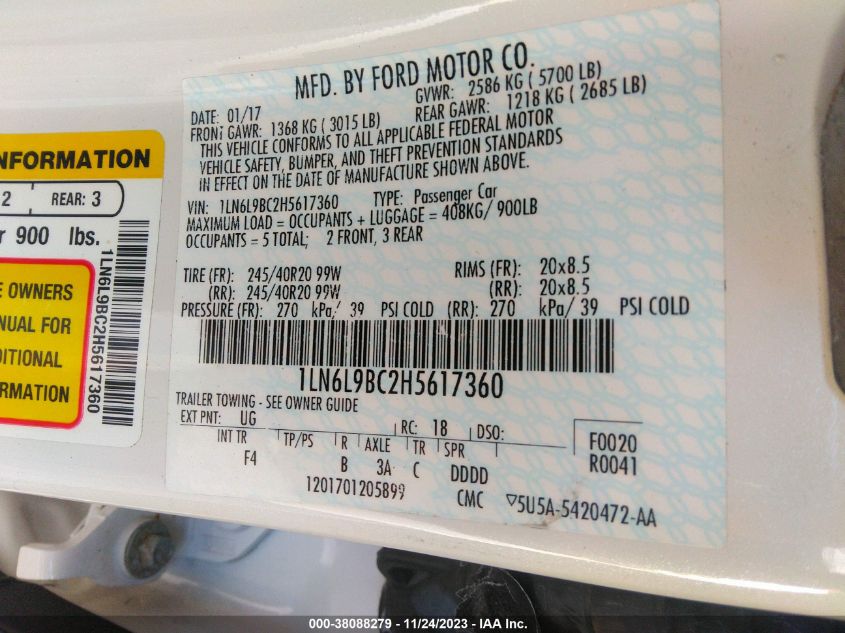 MFD. BY FORD MOTOR CO.
DATE: 01/17
GVWR: 2586 KG ( 5700 LB)
FRONT GAWR: 1368 KG ( 3015 LB)
REAR GAWR: 1218 KG ( 2685 LB)
THIS VEHICLE CONFORMS TO ALL APPLICABLE FEDERAL MOTOR
VEHICLE SAFETY, BUMPER, AND THEFT PREVENTION STANDARDS
IN EFFECT ON THE DATE OF MANUFACTURE SHOWN ABOVE.
VIN: 1LN6L9BC2H5617360 TYPE: Passenger Car
MAXIMUM LOAD = OCCUPANTS + LUGGAGE = 408KG/ 900LB
OCCUPANTS = 5 TOTAL; 2 FRONT, 3 REAR
TIRE (FR): 245/40R20 99W RIMS (FR): 20x8.5
(RR): 245/40R20 99W (RR): 20x8.5
PRESSURE (FR): 270 kPa/ 39 PSI COLD (RR): 270 kPa/ 39 PSI COLD
1LN6L9BC2H5617360
TRAILER TOWING - SEE OWNER GUIDE
EXT PNT: UG RC: 18 DSO:
INT TR TP/PS R AXLE TR SPR
F4 B 3A C DDDD
F0020
R0041
1201701205899 CMC ▽5U5A-5420472-AA
NFORMATION
2 REAR: 3
r 900 lbs.
E OWNERS
NUAL FOR
DITIONAL
RMATION
1LN6L9BC2H5617360
000-38088279 - 11/24/2023 - IAA Inc.